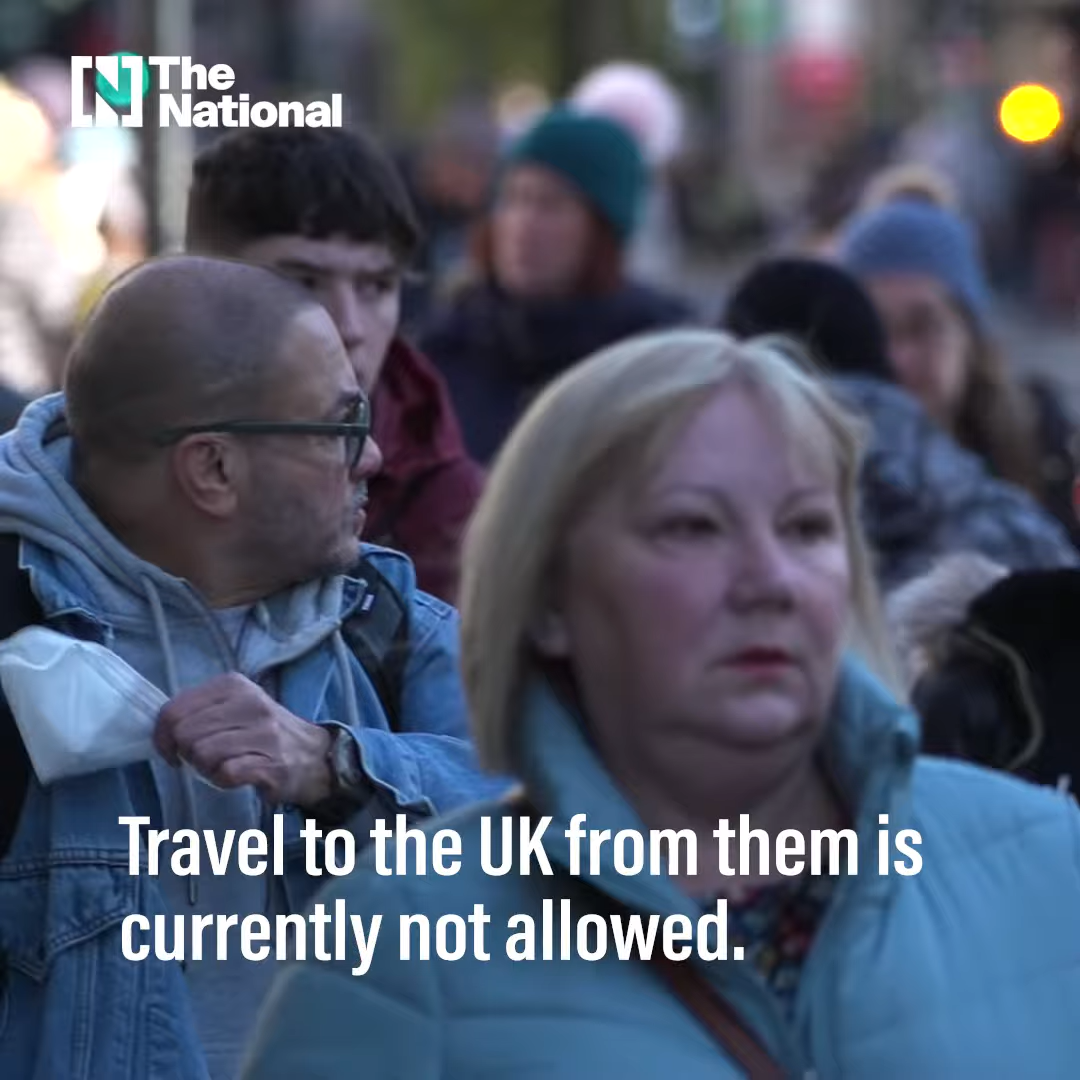 The
National
Travel to the UK from them is
currently not allowed.